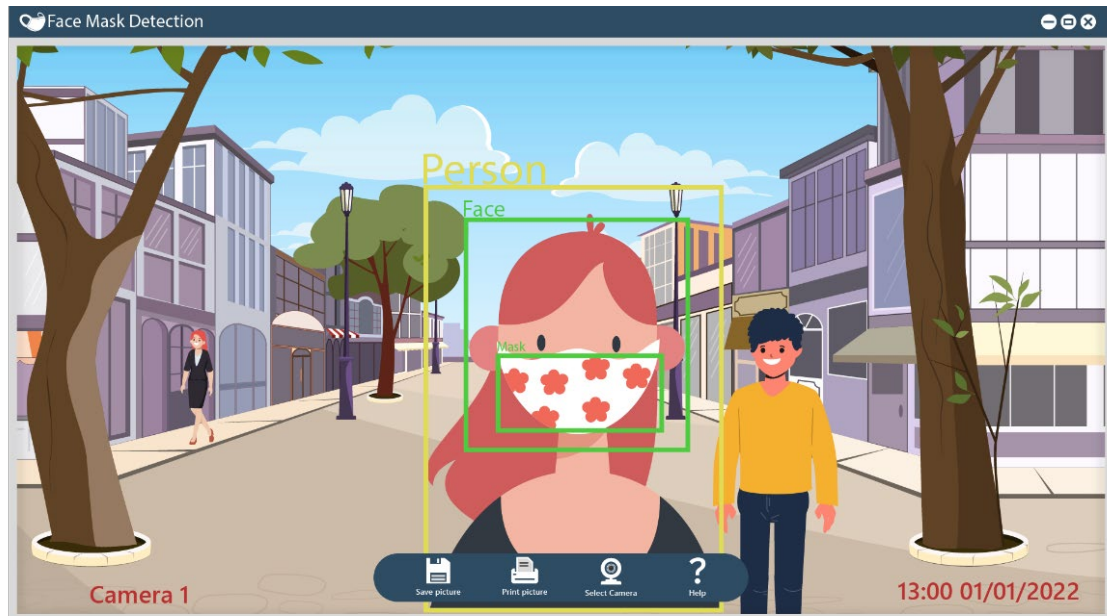 Face Mask Detection
Person
Face
Mask
Save picture
Print picture
Select Camera
Help
Camera 1
13:00 01/01/2022